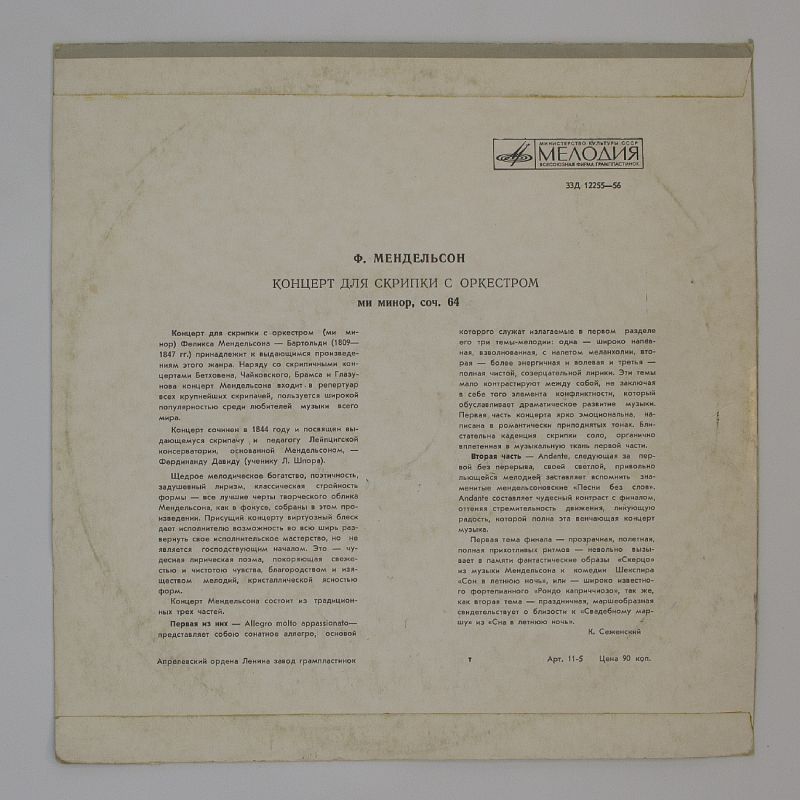 МИНИСТЕРСТВО КУЛЬТУРЫ СССР
МЕЛОДИЯ
ВСЕСОЮЗНАЯ ФИРМА ГРАМПЛАСТИНОК
33Д 12255—56
Ф. МЕНДЕЛЬСОН
КОНЦЕРТ ДЛЯ СКРИПКИ С ОРКЕСТРОМ
ми минор, соч. 64
Концерт для скрипки с оркестром (ми ми-
нор) Феликса Мендельсона — Бартольди (1809—
1847 гг.) принадлежит к выдающимся произведе-
ниям этого жанра. Наряду со скрипичными кон-
цертами Бетховена, Чайковского, Брамса и Глазу-
нова концерт Мендельсона входит в репертуар
всех крупнейших скрипачей, пользуется широкой
популярностью среди любителей музыки всего
мира.
Концерт сочинен в 1844 году и посвящен вы-
дающемуся скрипачу и педагогу Лейпцигской
консерватории, основанной Мендельсоном, —
Фердинанду Давиду (ученику Л. Шпора).
Щедрое мелодическое богатство, поэтичность,
задушевный лиризм, классическая стройность
формы — все лучшие черты творческого облика
Мендельсона, как в фокусе, собраны в этом про-
изведении. Присущий концерту виртуозный блеск
дает исполнителю возможность во всю ширь раз-
вернуть свое исполнительское мастерство, но не
является господствующим началом. Это — чу-
десная лирическая поэма, покоряющая свеже-
стью и чистотою чувства, благородством и изя-
ществом мелодий, кристаллической ясностью
форм.
Концерт Мендельсона состоит из традицион-
ных трех частей.
Первая из них — Allegro molto appassionato—
представляет собою сонатное аллегро, основой
которого служат излагаемые в первом разделе
его три темы-мелодии: одна — широко напев-
ная, взволнованная, с налетом меланхолии, вто-
рая — более энергичная и волевая и третья —
полная чистой, созерцательной лирики. Эти темы
мало контрастируют между собой, не заключая
в себе того элемента конфликтности, который
обуславливает драматическое развитие музыки.
Первая часть концерта ярко эмоциональна, на-
писана в романтически приподнятых тонах. Бли-
стательна каденция скрипки соло, органично
вплетенная в музыкальную ткань первой части.
Вторая часть — Andante, следующая за пер-
вой без перерыва, своей светлой, привольно
льющейся мелодией заставляет вспомнить зна-
менитые мендельсоновские «Песни без слов».
Andante составляет чудесный контраст с финалом,
оттеняя стремительность движения, ликующую
радость, которой полна эта венчающая концерт
музыка.
Первая тема финала — прозрачная, полетная,
полная прихотливых ритмов — невольно вызы-
вает в памяти фантастические образы «Скерцо»
из музыки Мендельсона к комедии Шекспира
«Сон в летнюю ночь», или — широко известно-
го фортепианного «Рондо каприччиозо», так же,
как вторая тема — праздничная, маршеобразная
свидетельствует о близости к «Свадебному мар-
шу» из «Сна в летнюю ночь».
К. Сеженский
Апрелевский ордена Ленина завод грампластинок
т
Арт. 11-5 Цена 90 коп.